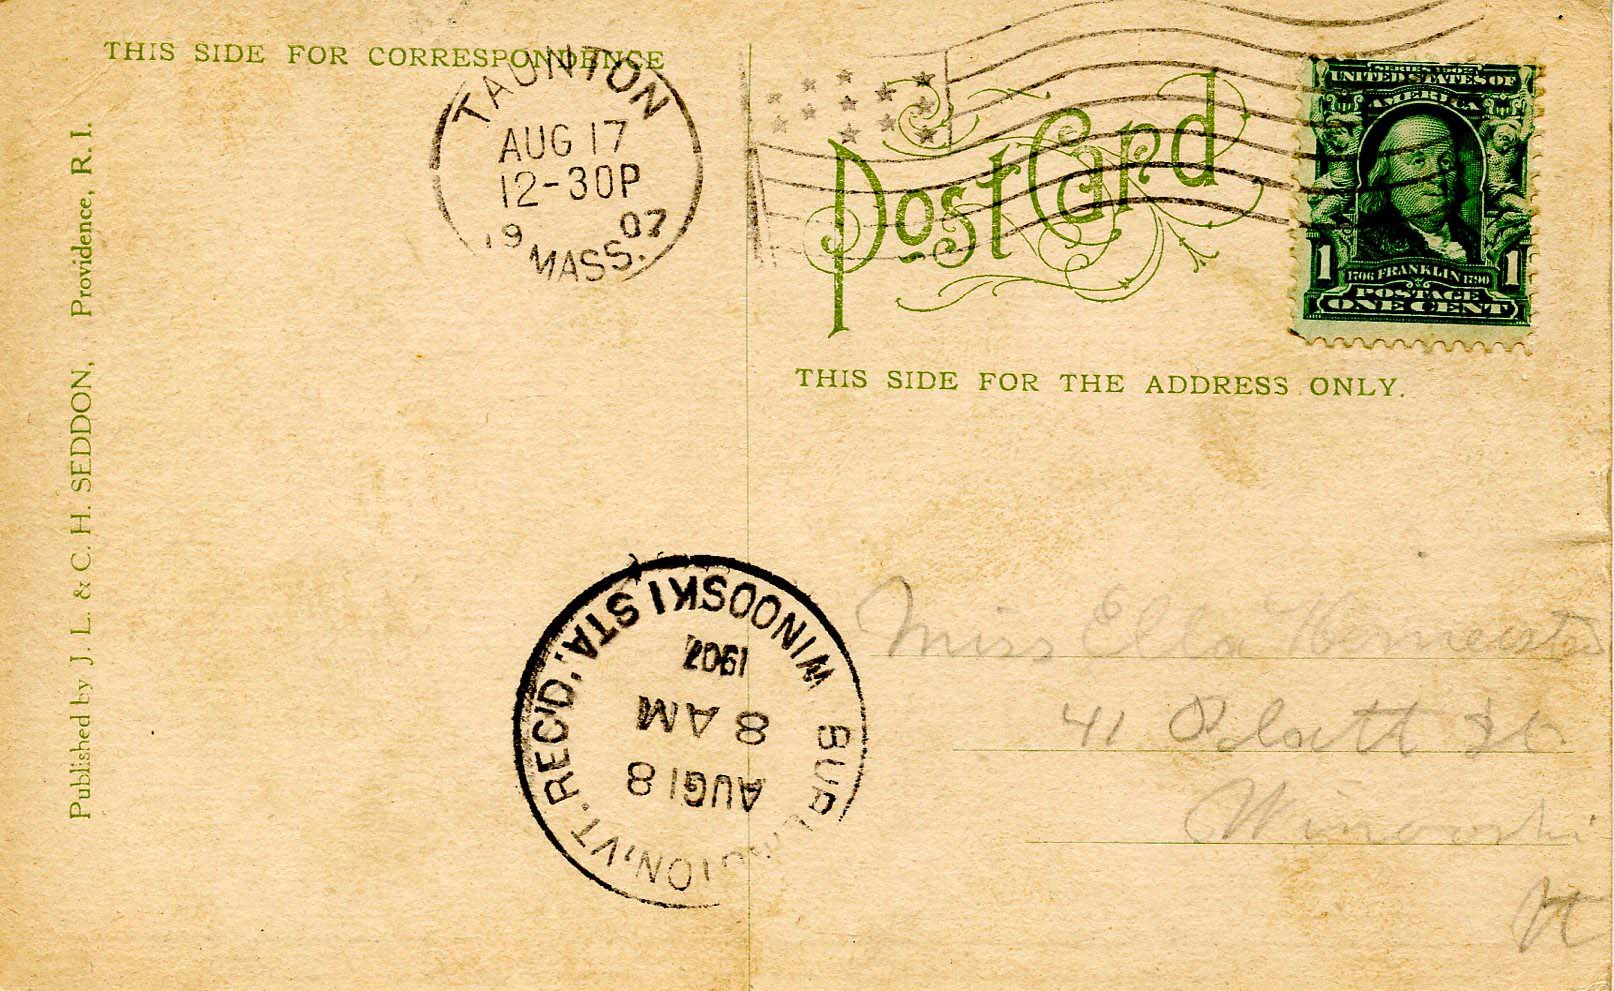 THIS SIDE FOR CORRESPONDENCE
TAUNTON
AUG 17
12-30P
19 07
MASS.
Post Card
SERIES 1902
UNITED STATES OF
AMERICA
1 1
1706 FRANKLIN 1790
POSTAGE
ONE CENT
THIS SIDE FOR THE ADDRESS ONLY.
Published by J. L. & C. H. SEDDON, Providence, R. I.
BURLINGTON, VT. REC'D.
WINOOSKI STA.
AUG 18
8 AM
1907
Miss Ella
41 Platt St.
Winooski
Vt